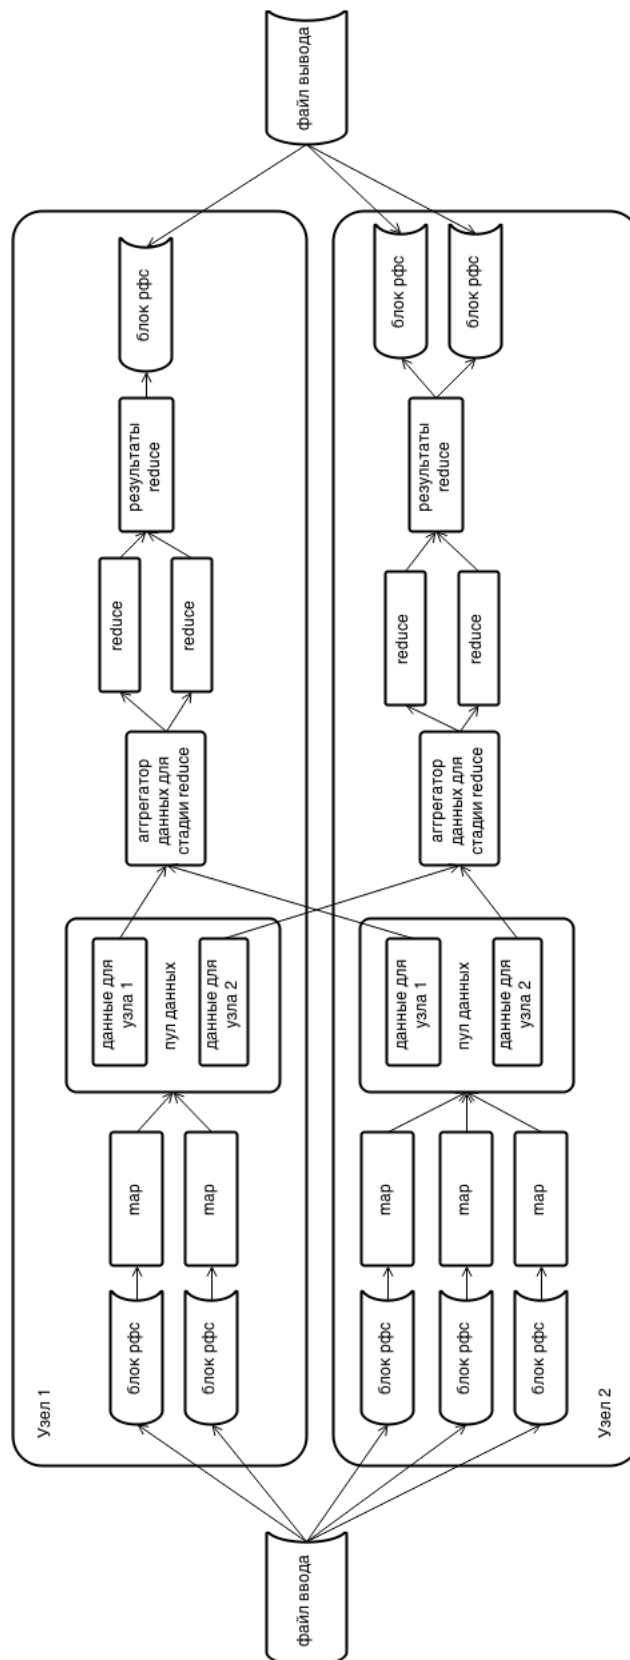 файл ввода
Узел 1
блок рфс
блок рфс
map
map
данные для
узла 1
пул данных
данные для
узла 2
аггрегатор
данных для
стадии reduce
reduce
reduce
результаты
reduce
блок рфс
Узел 2
блок рфс
блок рфс
блок рфс
map
map
map
данные для
узла 1
пул данных
данные для
узла 2
аггрегатор
данных для
стадии reduce
reduce
reduce
результаты
reduce
блок рфс
блок рфс
файл вывода